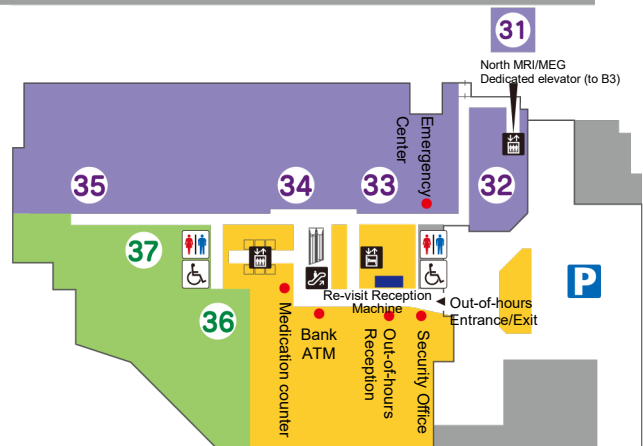 31
North MRI/MEG
Dedicated elevator (to B3)
Emergency
Center
35
34
33
32
37
36
Re-visit Reception
Machine
Out-of-hours
Entrance/Exit
P
Medication counter
Bank
ATM
Out-of-hours
Reception
Security Office